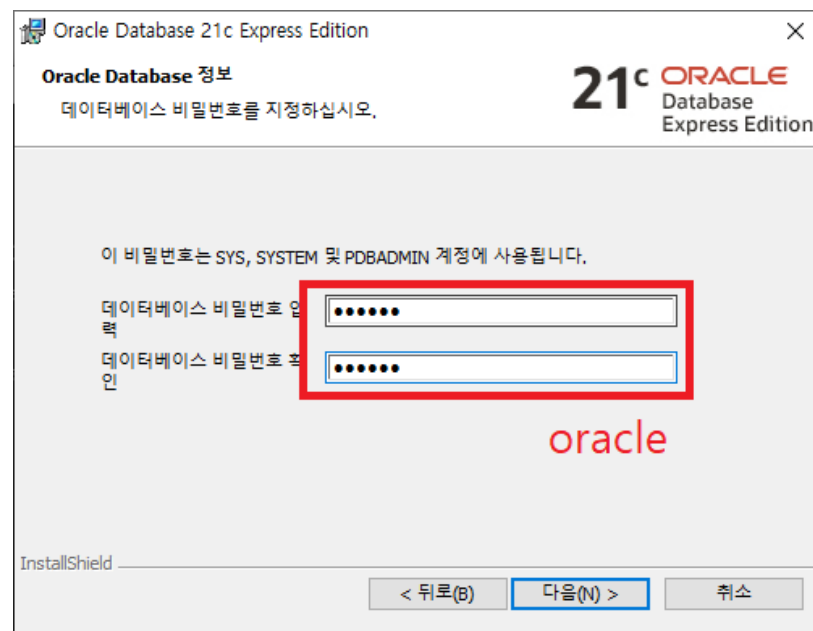 Oracle Database 21c Express Edition
Oracle Database 정보
데이터베이스 비밀번호를 지정하십시오.
21c ORACLE
Database
Express Edition
이 비밀번호는 SYS, SYSTEM 및 PDBADMIN 계정에 사용됩니다.
데이터베이스 비밀번호 입
력
●●●●●●
데이터베이스 비밀번호 확
인
●●●●●●
oracle
InstallShield
< 뒤로(B)
다음(N) >
취소